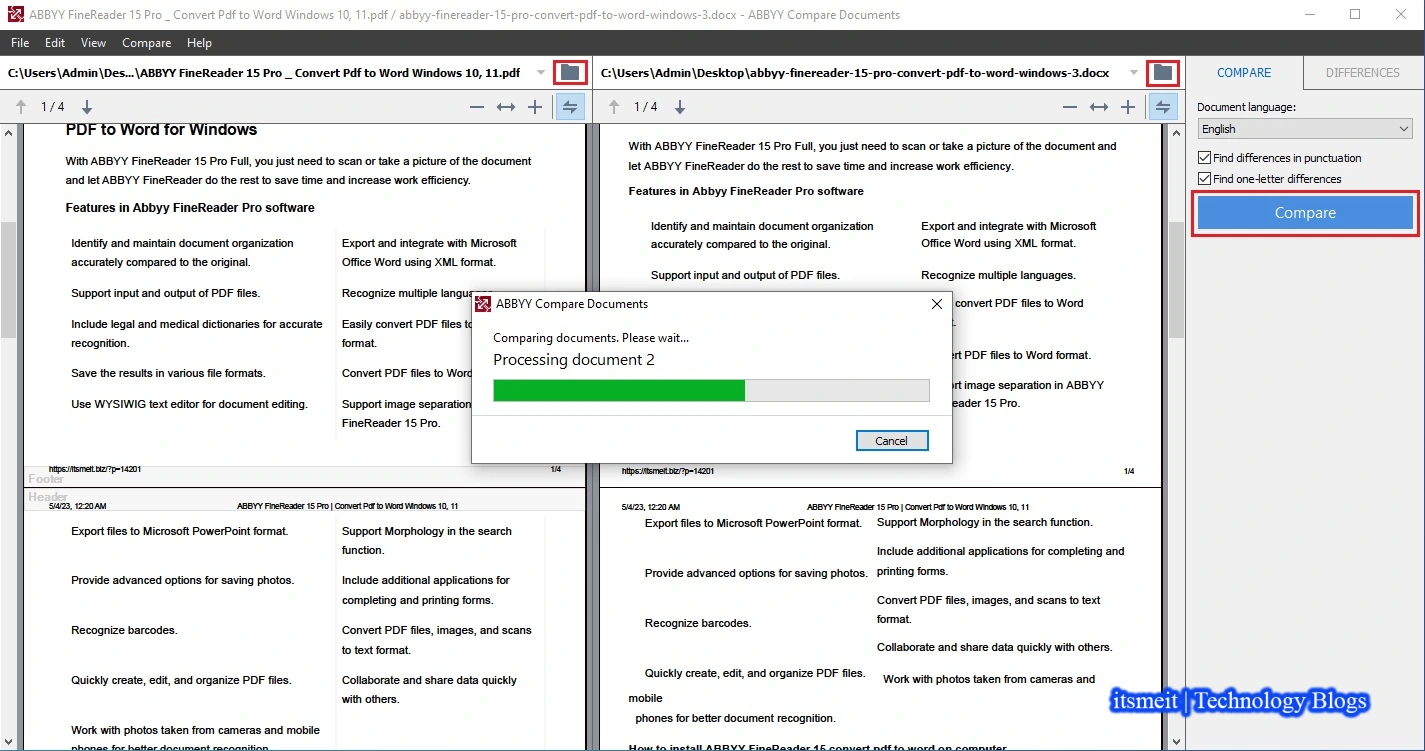 ABBYY FineReader 15 Pro _ Convert Pdf to Word Windows 10, 11.pdf / abbyy-finereader-15-pro-convert-pdf-to-word-windows-3.docx - ABBYY Compare Documents
File Edit View Compare Help
C:\Users\Admin\Des...\ABBYY FineReader 15 Pro _ Convert Pdf to Word Windows 10, 11.pdf
1 / 4
PDF to Word for Windows
With ABBYY FineReader 15 Pro Full, you just need to scan or take a picture of the document
and let ABBYY FineReader do the rest to save time and increase work efficiency.
Features in Abbyy FineReader Pro software
Identify and maintain document organization
accurately compared to the original.
Export and integrate with Microsoft
Office Word using XML format.
Support input and output of PDF files.
Recognize multiple
Include legal and medical dictionaries for accurate
recognition.
Easily convert PDF files to
format.
Save the results in various file formats.
Convert PDF files to Word
Use WYSIWIG text editor for document editing.
Support image separation
FineReader 15 Pro.
https://itsmeit.biz/?p=14201
1/4
Footer
Header
5/4/23, 12:20 AM
ABBYY FineReader 15 Pro | Convert Pdf to Word Windows 10, 11
Export files to Microsoft PowerPoint format.
Support Morphology in the search
function.
Provide advanced options for saving photos.
Include additional applications for
completing and printing forms.
Recognize barcodes.
Convert PDF files, images, and scans
to text format.
Quickly create, edit, and organize PDF files.
Collaborate and share data quickly
with others.
Work with photos taken from cameras and mobile
phones for better document recognition.
C:\Users\Admin\Desktop\abbyy-finereader-15-pro-convert-pdf-to-word-windows-3.docx
1 / 4
With ABBYY FineReader 15 Pro Full, you just need to scan or take a picture of the document and
let ABBYY FineReader do the rest to save time and increase work efficiency.
Features in Abbyy FineReader Pro software
Identify and maintain document organization
accurately compared to the original.
Export and integrate with Microsoft
Office Word using XML format.
Support input and output of PDF files.
Recognize multiple languages.
convert PDF files to Word
PDF files to Word format.
image separation in ABBYY
15 Pro.
https://itsmeit.biz/?p=14201
1/4
5/4/23, 12:20 AM
ABBYY FineReader 15 Pro | Convert Pdf to Word Windows 10, 11
Export files to Microsoft PowerPoint format.
Support Morphology in the search function.
Include additional applications for completing and
printing forms.
Provide advanced options for saving photos.
Convert PDF files, images, and scans to text
format.
Recognize barcodes.
Collaborate and share data quickly with others.
Quickly create, edit, and organize PDF files.
Work with photos taken from cameras and
mobile
phones for better document recognition.
How to install ABBYY FineReader 15 convert pdf to word on computer
ABBYY Compare Documents
Comparing documents. Please wait...
Processing document 2
Cancel
COMPARE
DIFFERENCES
Document language:
English
Find differences in punctuation
Find one-letter differences
Compare
itsmeit | Technology Blogs